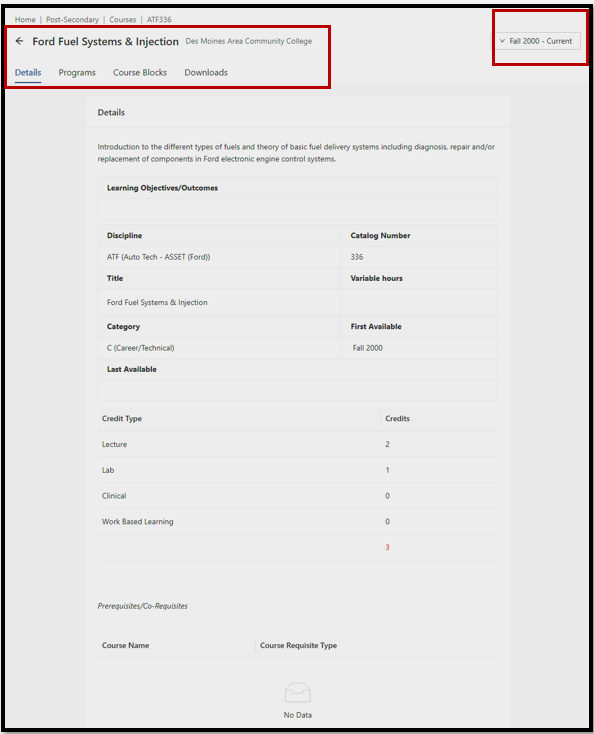 Home | Post-Secondary | Courses | ATF336
Ford Fuel Systems & Injection Des Moines Area Community College
Fall 2000 - Current
Details Programs Course Blocks Downloads
Details
Introduction to the different types of fuels and theory of basic fuel delivery systems including diagnosis, repair and/or
replacement of components in Ford electronic engine control systems.
Learning Objectives/Outcomes
Discipline Catalog Number
ATF (Auto Tech - ASSET (Ford)) 336
Title Variable hours
Ford Fuel Systems & Injection
Category First Available
C (Career/Technical) Fall 2000
Last Available
Credit Type Credits
Lecture 2
Lab 1
Clinical 0
Work Based Learning 0
3
Prerequisites/Co-Requisites
Course Name Course Requisite Type
No Data